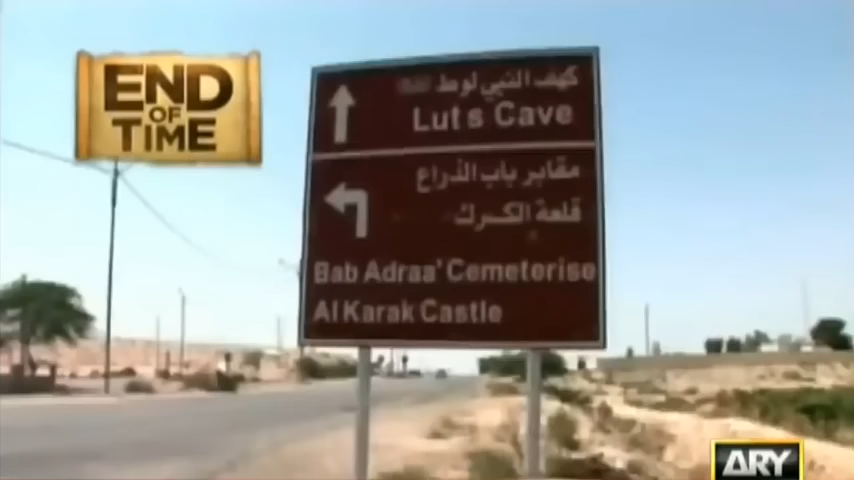 END
OF
TIME
كهف النبي لوط
Lut s Cave
مقابر باب الذراع
قلعة الكرك
Bab Adraa' Cemeterise
Al Karak Castle
ARY